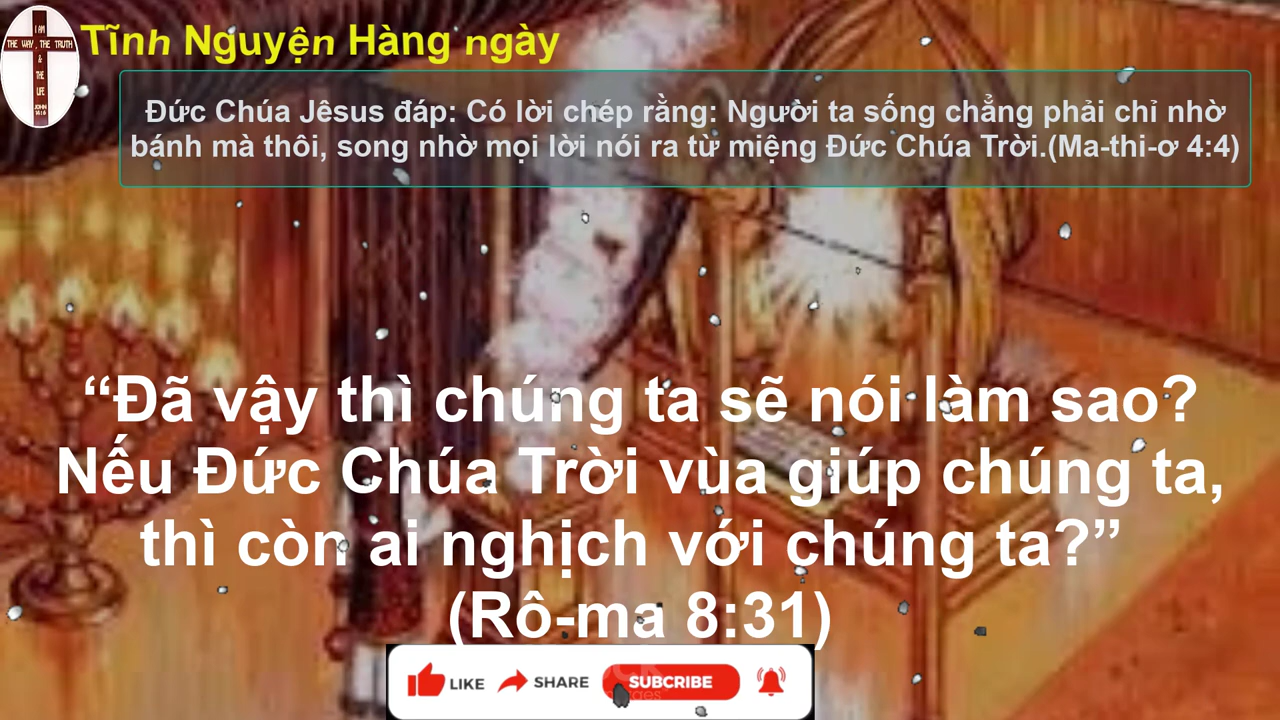 I AM
THE WAY, THE TRUTH
&
THE
LIFE
JOHN
14:6
Tĩnh Nguyện Hàng ngày
Đức Chúa Jêsus đáp: Có lời chép rằng: Người ta sống chẳng phải chỉ nhờ
bánh mà thôi, song nhờ mọi lời nói ra từ miệng Đức Chúa Trời.(Ma-thi-ơ 4:4)
“Đã vậy thì chúng ta sẽ nói làm sao?
Nếu Đức Chúa Trời vùa giúp chúng ta,
thì còn ai nghịch với chúng ta?”
(Rô-ma 8:31)
LIKE SHARE SUBCRIBE